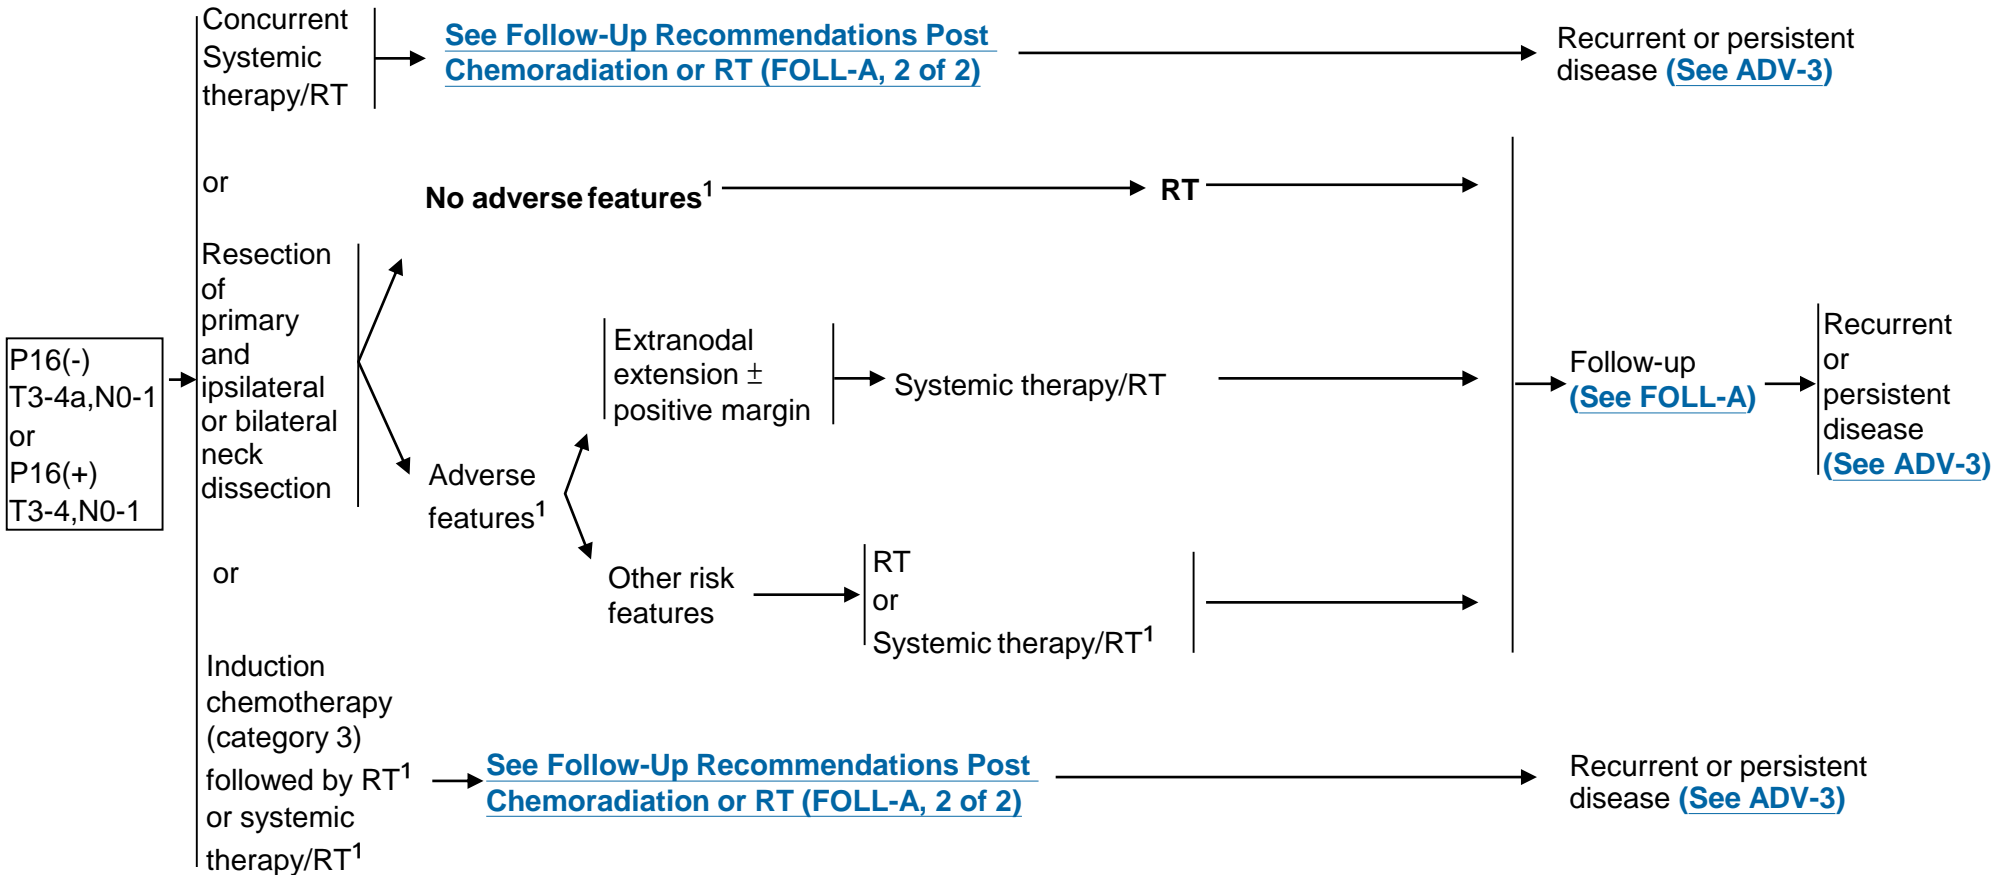 Concurrent
Systemic
therapy/RT
See Follow-Up Recommendations Post
Chemoradiation or RT (FOLL-A, 2 of 2)
Recurrent or persistent
disease (See ADV-3)
or
No adverse features¹
RT
Resection
of
primary
and
ipsilateral
or bilateral
neck
dissection
P16(-)
T3-4a,N0-1
or
P16(+)
T3-4,N0-1
Extranodal
extension ±
positive margin
Systemic therapy/RT
Adverse
features¹
Other risk
features
RT
or
Systemic therapy/RT¹
Follow-up
(See FOLL-A)
Recurrent
or
persistent
disease
(See ADV-3)
or
Induction
chemotherapy
(category 3)
followed by RT¹
or systemic
therapy/RT¹
See Follow-Up Recommendations Post
Chemoradiation or RT (FOLL-A, 2 of 2)
Recurrent or persistent
disease (See ADV-3)